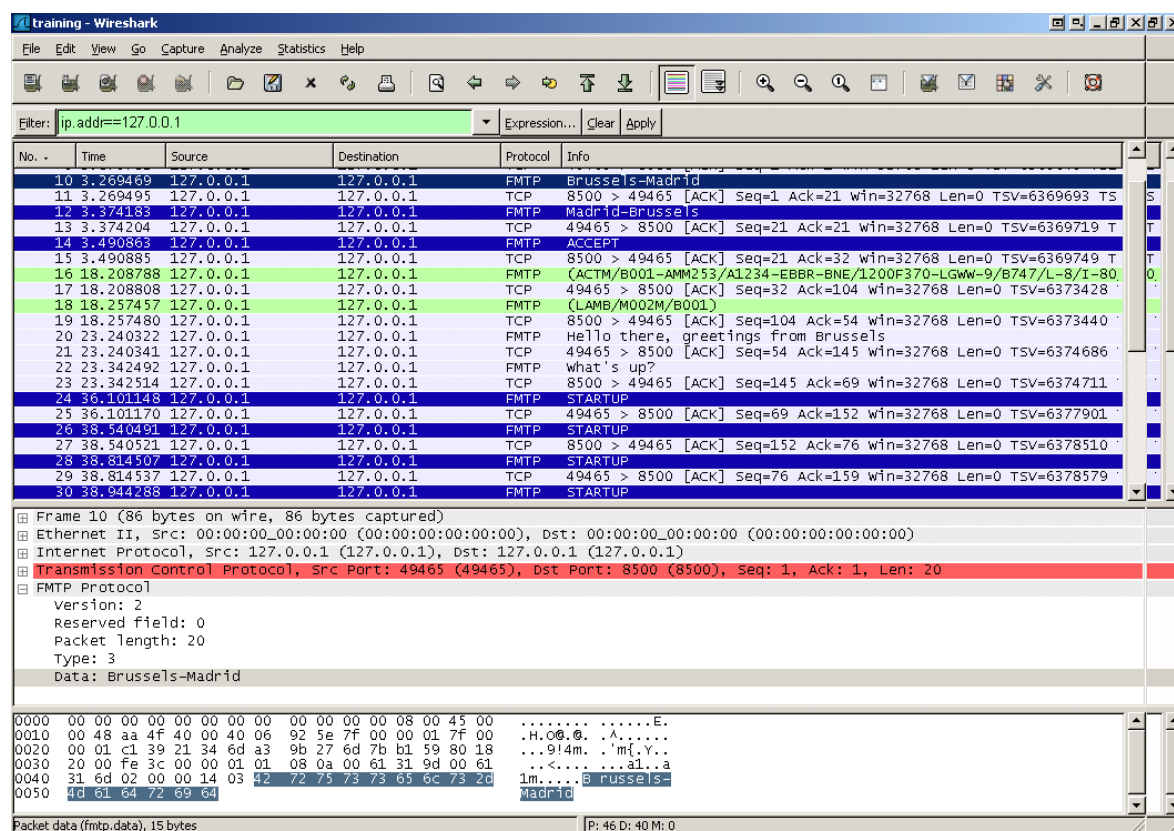 training - Wireshark
File Edit View Go Capture Analyze Statistics Help
Filter: ip.addr==127.0.0.1 Expression... Clear Apply
No. - Time Source Destination Protocol Info
10 3.269469 127.0.0.1 127.0.0.1 FMTP Brussels-Madrid
11 3.269495 127.0.0.1 127.0.0.1 TCP 8500 > 49465 [ACK] Seq=1 Ack=21 Win=32768 Len=0 TSV=6369693 TS
12 3.374183 127.0.0.1 127.0.0.1 FMTP Madrid-Brussels
13 3.374204 127.0.0.1 127.0.0.1 TCP 49465 > 8500 [ACK] Seq=21 Ack=21 Win=32768 Len=0 TSV=6369719 T
14 3.490863 127.0.0.1 127.0.0.1 FMTP ACCEPT
15 3.490885 127.0.0.1 127.0.0.1 TCP 8500 > 49465 [ACK] Seq=21 Ack=32 Win=32768 Len=0 TSV=6369749 T
16 18.208788 127.0.0.1 127.0.0.1 FMTP (ACTM/B001-AMM253/A1234-EBBR-BNE/1200F370-LGWW-9/B747/L-8/I-80
17 18.208808 127.0.0.1 127.0.0.1 TCP 49465 > 8500 [ACK] Seq=32 Ack=104 Win=32768 Len=0 TSV=6373428
18 18.257457 127.0.0.1 127.0.0.1 FMTP (LAMB/M002M/B001)
19 18.257480 127.0.0.1 127.0.0.1 TCP 8500 > 49465 [ACK] Seq=104 Ack=54 Win=32768 Len=0 TSV=6373440
20 23.240322 127.0.0.1 127.0.0.1 FMTP Hello there, greetings from Brussels
21 23.240341 127.0.0.1 127.0.0.1 TCP 49465 > 8500 [ACK] Seq=54 Ack=145 Win=32768 Len=0 TSV=6374686
22 23.342492 127.0.0.1 127.0.0.1 FMTP What's up?
23 23.342514 127.0.0.1 127.0.0.1 TCP 8500 > 49465 [ACK] Seq=145 Ack=69 Win=32768 Len=0 TSV=6374711
24 36.101148 127.0.0.1 127.0.0.1 FMTP STARTUP
25 36.101170 127.0.0.1 127.0.0.1 TCP 49465 > 8500 [ACK] Seq=69 Ack=152 Win=32768 Len=0 TSV=6377901
26 38.540491 127.0.0.1 127.0.0.1 FMTP STARTUP
27 38.540521 127.0.0.1 127.0.0.1 TCP 8500 > 49465 [ACK] Seq=152 Ack=76 Win=32768 Len=0 TSV=6378510
28 38.814507 127.0.0.1 127.0.0.1 FMTP STARTUP
29 38.814537 127.0.0.1 127.0.0.1 TCP 49465 > 8500 [ACK] Seq=76 Ack=159 Win=32768 Len=0 TSV=6378579
30 38.944288 127.0.0.1 127.0.0.1 FMTP STARTUP
Frame 10 (86 bytes on wire, 86 bytes captured)
Ethernet II, Src: 00:00:00_00:00:00 (00:00:00:00:00:00), Dst: 00:00:00_00:00:00 (00:00:00:00:00:00)
Internet Protocol, Src: 127.0.0.1 (127.0.0.1), Dst: 127.0.0.1 (127.0.0.1)
Transmission Control Protocol, Src Port: 49465 (49465), Dst Port: 8500 (8500), Seq: 1, Ack: 1, Len: 20
FMTP Protocol
Version: 2
Reserved field: 0
Packet length: 20
Type: 3
Data: Brussels-Madrid
0000 00 00 00 00 00 00 00 00 00 00 00 00 08 00 45 00 ........ ......E.
0010 00 48 aa 4f 40 00 40 06 92 5e 7f 00 00 01 7f 00 .H.O@.@. .^......
0020 00 01 c1 39 21 34 6d a3 9b 27 6d 7b b1 59 80 18 ...9!4m. .'m{.Y..
0030 20 00 fe 3c 00 00 01 01 08 0a 00 61 31 9d 00 61 ..<.... ...a1..a
0040 31 6d 02 00 00 14 03 42 72 75 73 73 65 6c 73 2d 1m.....B russels-
0050 4d 61 64 72 69 64 Madrid
Packet data (fmtp.data), 15 bytes P: 46 D: 40 M: 0